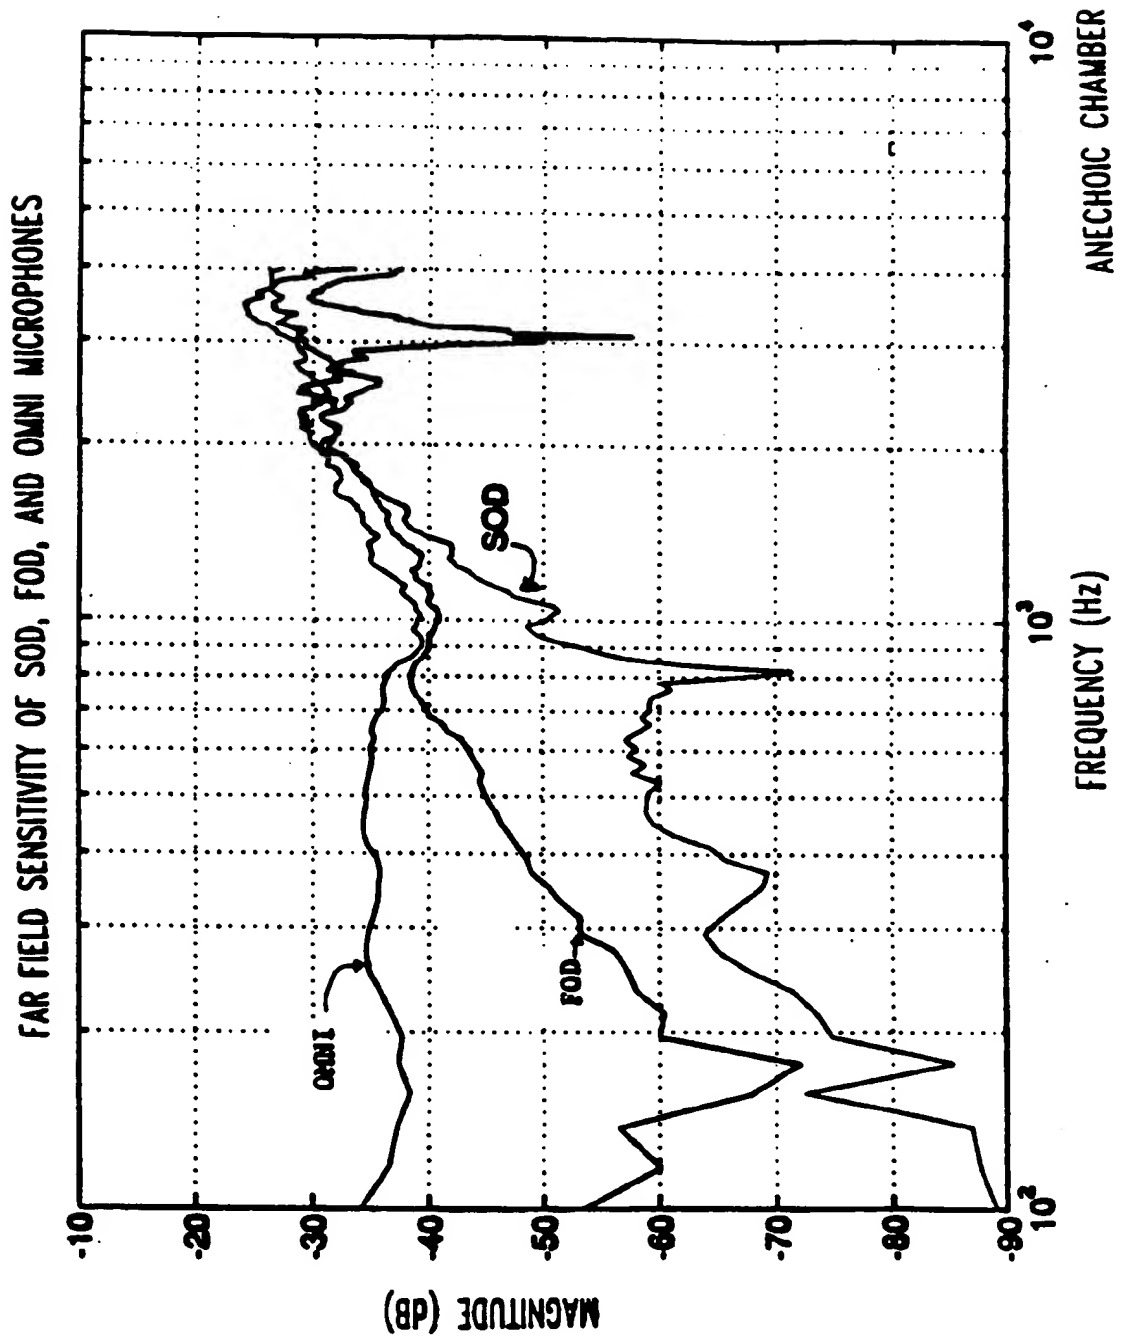 FAR FIELD SENSITIVITY OF SOD, FOD, AND OMNI MICROPHONES
MAGNITUDE (dB)
-10
-20
-30
-40
-50
-60
-70
-80
-90
OMNI
FOD
SOD
10²
10³
10⁴
FREQUENCY (Hz)
ANECHOIC CHAMBER